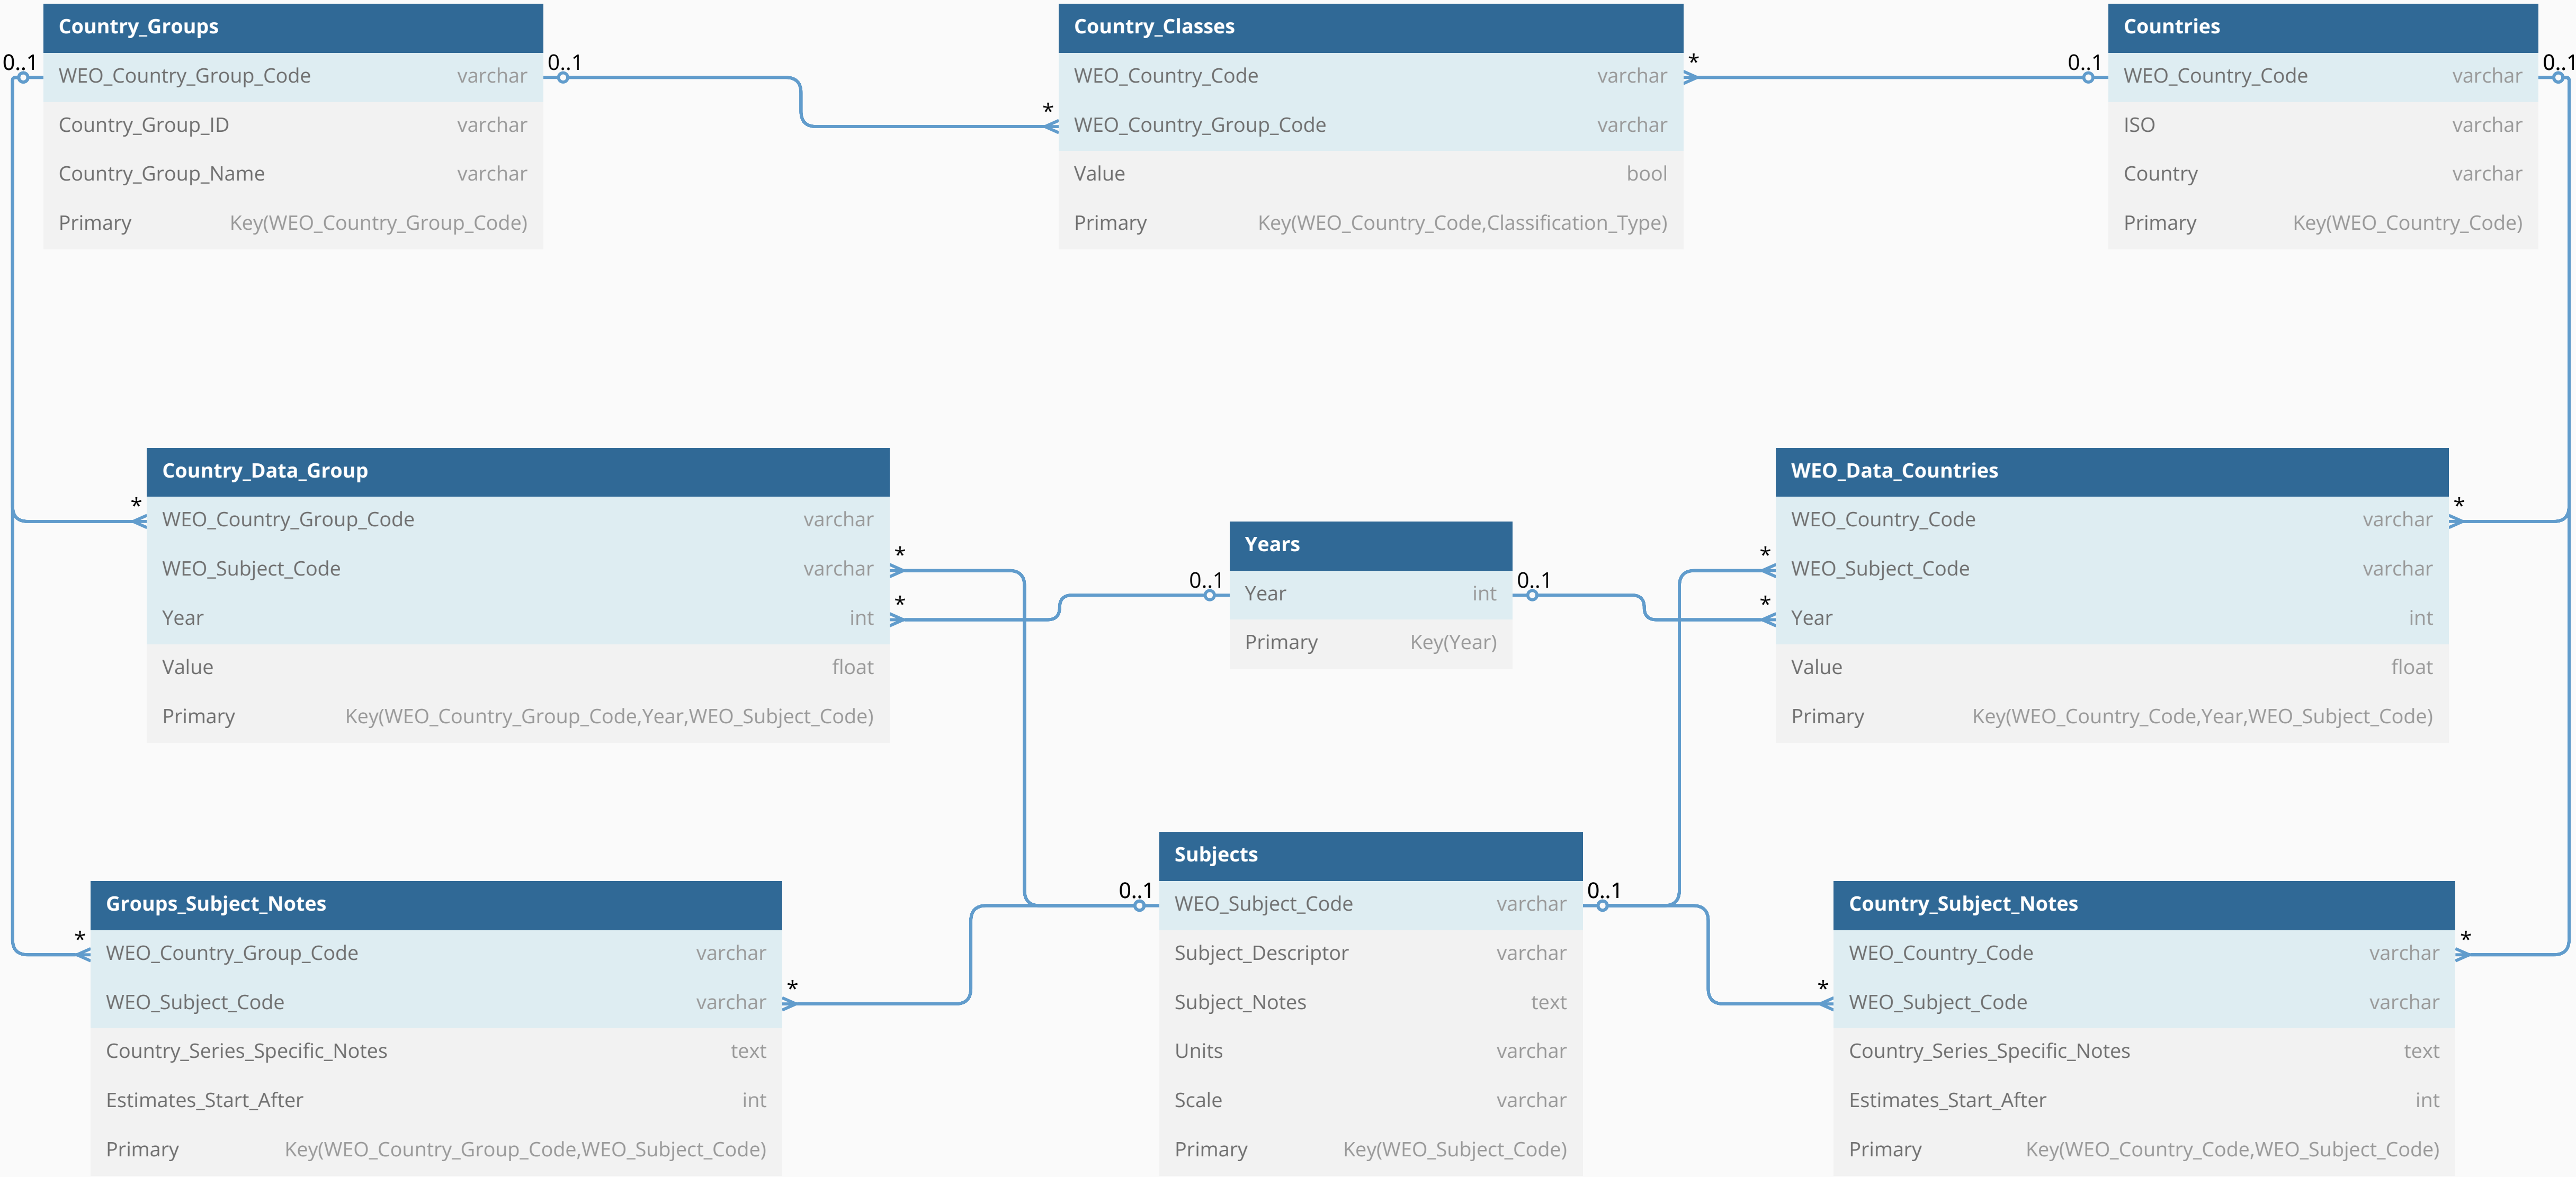 Country_Groups
0..1
WEO_Country_Group_Code varchar
0..1
Country_Group_ID varchar
Country_Group_Name varchar
Primary Key(WEO_Country_Group_Code)
Country_Classes
WEO_Country_Code varchar
*
*
WEO_Country_Group_Code varchar
Value bool
Primary Key(WEO_Country_Code,Classification_Type)
Countries
0..1
WEO_Country_Code varchar
0..1
ISO varchar
Country varchar
Primary Key(WEO_Country_Code)
Country_Data_Group
*
WEO_Country_Group_Code varchar
WEO_Subject_Code varchar
*
Year int
*
Value float
Primary Key(WEO_Country_Group_Code,Year,WEO_Subject_Code)
Years
0..1
Year int
0..1
Primary Key(Year)
WEO_Data_Countries
WEO_Country_Code varchar
*
*
WEO_Subject_Code varchar
*
Year int
Value float
Primary Key(WEO_Country_Code,Year,WEO_Subject_Code)
Groups_Subject_Notes
*
WEO_Country_Group_Code varchar
WEO_Subject_Code varchar
*
Country_Series_Specific_Notes text
Estimates_Start_After int
Primary Key(WEO_Country_Group_Code,WEO_Subject_Code)
Subjects
0..1
WEO_Subject_Code varchar
0..1
Subject_Descriptor varchar
Subject_Notes text
Units varchar
Scale varchar
Primary Key(WEO_Subject_Code)
Country_Subject_Notes
WEO_Country_Code varchar
*
*
WEO_Subject_Code varchar
Country_Series_Specific_Notes text
Estimates_Start_After int
Primary Key(WEO_Country_Code,WEO_Subject_Code)